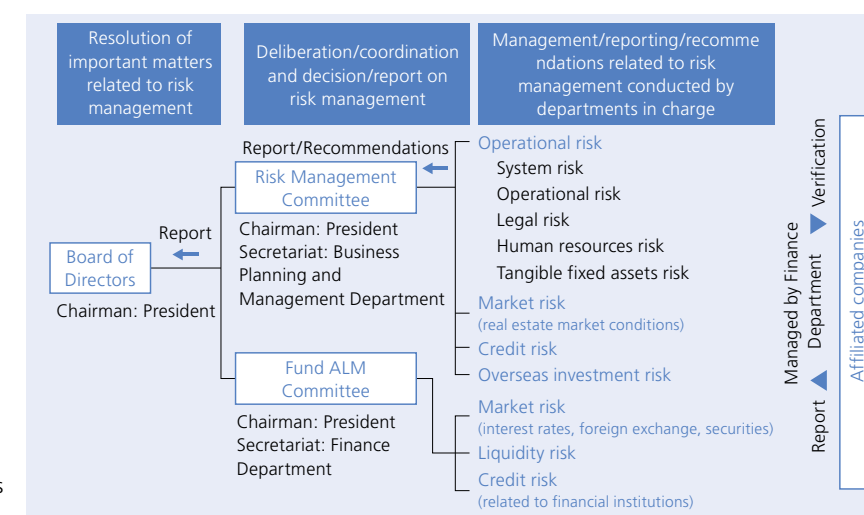 Resolution of
important matters
related to risk
management
Deliberation/coordination
and decision/report on
risk management
Management/reporting/recomme
ndations related to risk
management conducted by
departments in charge
Report/Recommendations
Risk Management
Committee
Chairman: President
Secretariat: Business
Planning and
Management Department
Report
Board of
Directors
Chairman: President
Fund ALM
Committee
Chairman: President
Secretariat: Finance
Department
Operational risk
System risk
Operational risk
Legal risk
Human resources risk
Tangible fixed assets risk
Market risk
(real estate market conditions)
Credit risk
Overseas investment risk
Market risk
(interest rates, foreign exchange, securities)
Liquidity risk
Credit risk
(related to financial institutions)
Managed by Finance
Department
Verification
Report
Affiliated companies
s